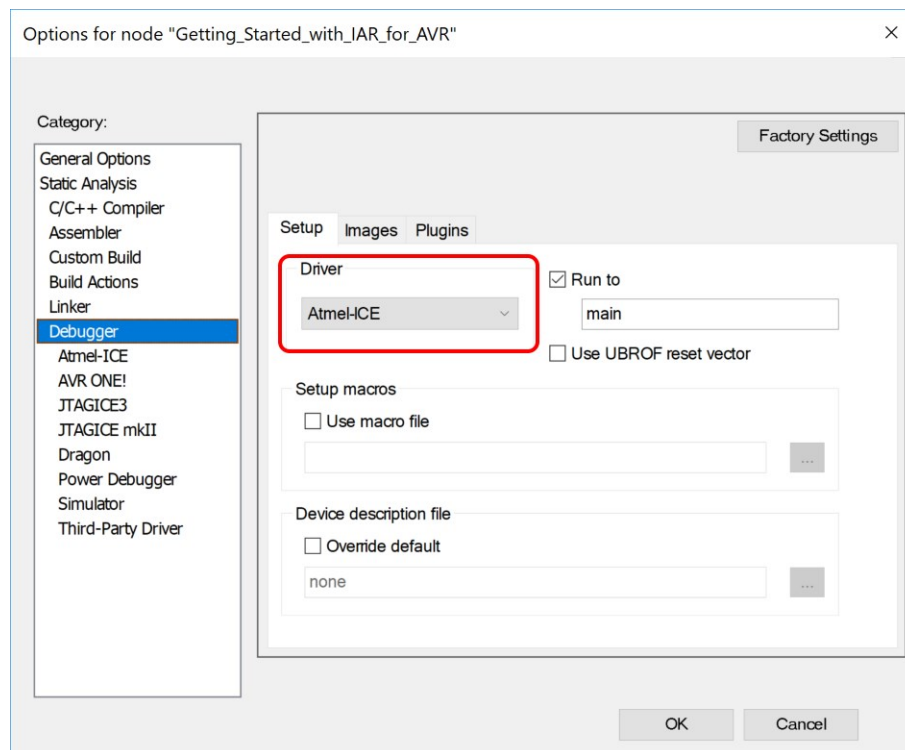 Options for node "Getting_Started_with_IAR_for_AVR"
Category:
General Options
Static Analysis
C/C++ Compiler
Assembler
Custom Build
Build Actions
Linker
Debugger
Atmel-ICE
AVR ONE!
JTAGICE3
JTAGICE mkII
Dragon
Power Debugger
Simulator
Third-Party Driver
Factory Settings
Setup Images Plugins
Driver
Atmel-ICE
Run to
main
Use UBROF reset vector
Setup macros
Use macro file
...
Device description file
Override default
none
...
OK Cancel